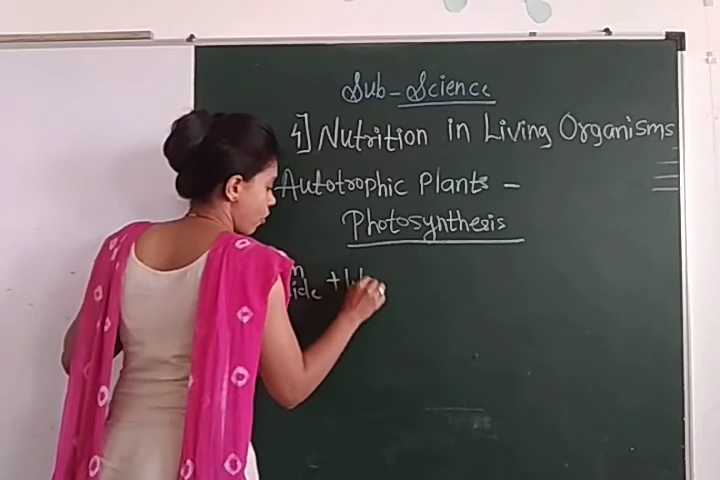 Sub-Science
4] Nutrition in Living Organisms
Autotrophic Plants -
Photosynthesis
+